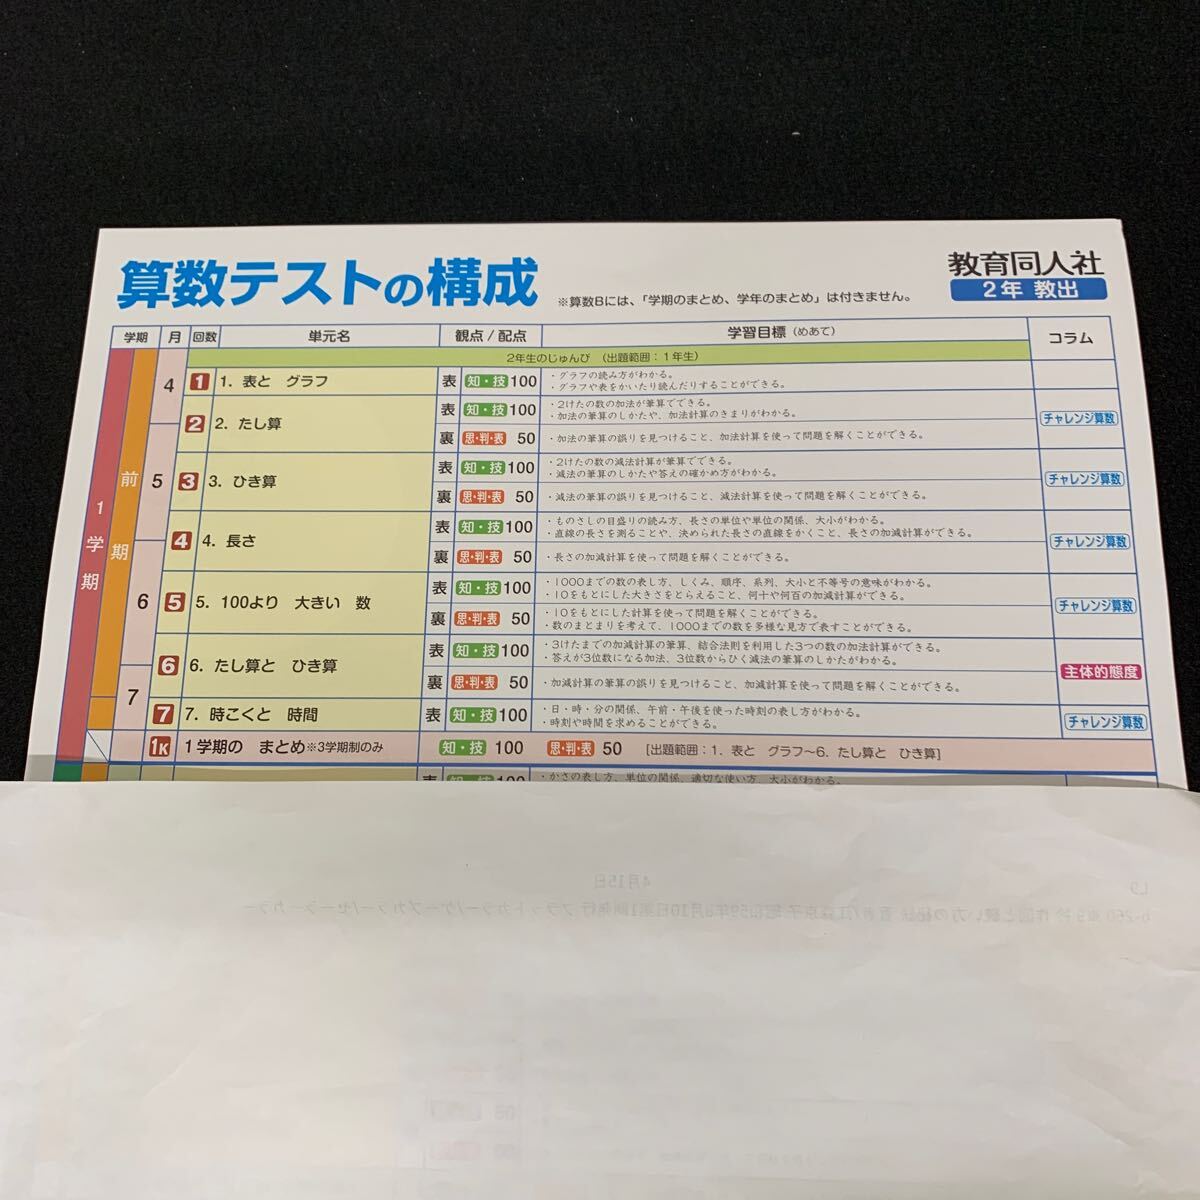 算数テストの構成
※算数Bには、「学期のまとめ、学年のまとめ」は付きません。
教育同人社
2年 教出
学期 月 回数 単元名 観点/配点 学習目標(めあて) コラム
1学期 前期
4 5 6 7
2年生のじゅんび (出題範囲:1年生)
1 1. 表と グラフ 表 知・技 100
・グラフの読み方がわかる。
・グラフや表をかいたり読んだりすることができる。
2 2. たし算 表 知・技 100
・2けたの数の加法が筆算でできる。
・加法の筆算のしかたや、加法計算のきまりがわかる。
チャレンジ算数
裏 思・判・表 50 ・加法の筆算の誤りを見つけること、加法計算を使って問題を解くことができる。
3 3. ひき算 表 知・技 100
・2けたの数の減法計算が筆算でできる。
・減法の筆算のしかたや答えの確かめ方がわかる。
チャレンジ算数
裏 思・判・表 50 ・減法の筆算の誤りを見つけること、減法計算を使って問題を解くことができる。
4 4. 長さ 表 知・技 100
・ものさしの目盛りの読み方、長さの単位や単位の関係、大小がわかる。
・直線の長さを測ることや、決められた長さの直線をかくこと、長さの加減計算ができる。
チャレンジ算数
裏 思・判・表 50 ・長さの加減計算を使って問題を解くことができる。
5 5. 100より 大きい 数 表 知・技 100
・1000までの数の表し方、しくみ、順序、系列、大小と不等号の意味がわかる。
・10をもとにした大きさをとらえること、何十や何百の加減計算ができる。
チャレンジ算数
裏 思・判・表 50
・10をもとにした計算を使って問題を解くことができる。
・数のまとまりを考えて、1000までの数を多様な見方で表すことができる。
6 6. たし算と ひき算 表 知・技 100
・3けたまでの加減計算の筆算、結合法則を利用した3つの数の加法計算ができる。
・答えが3位数になる加法、3位数からひく減法の筆算のしかたがわかる。
主体的態度
裏 思・判・表 50 ・加減計算の筆算の誤りを見つけること、加減計算を使って問題を解くことができる。
7 7. 時こくと 時間 表 知・技 100
・日・時・分の関係、午前・午後を使った時刻の表し方がわかる。
・時刻や時間を求めることができる。
チャレンジ算数
1K 1学期の まとめ※3学期制のみ 知・技 100 思・判・表 50 [出題範囲:1. 表と グラフ〜6. たし算と ひき算]
表 知・技 100 ・かさの表し方、単位の関係、適切な使い方、大小がわかる。
4月15日